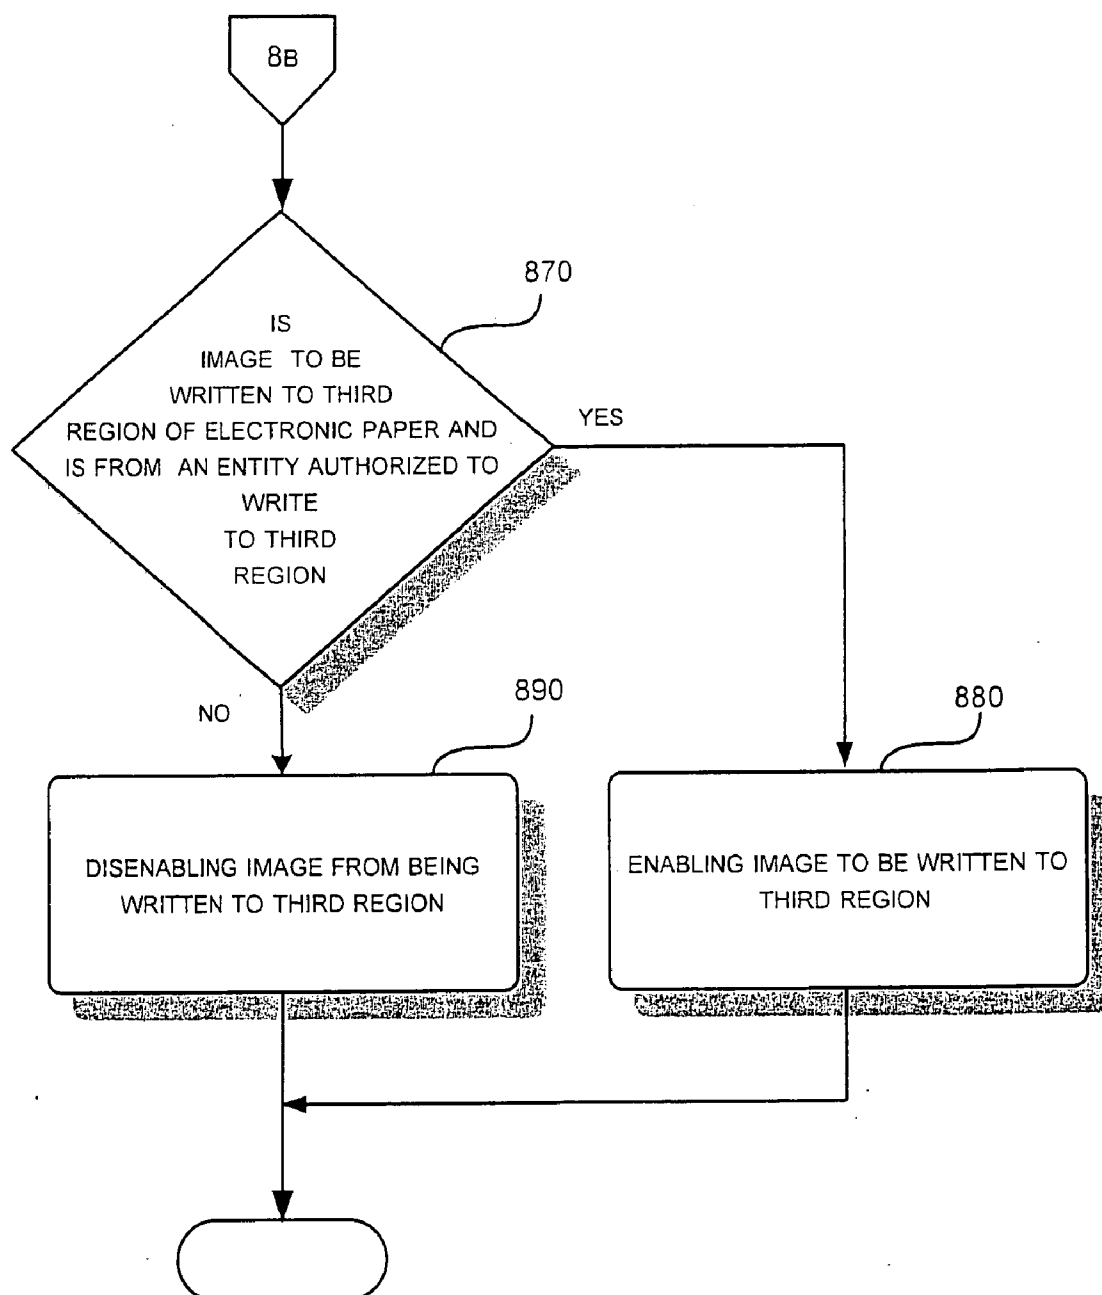 8B
870
IS
IMAGE TO BE
WRITTEN TO THIRD
REGION OF ELECTRONIC PAPER AND
IS FROM AN ENTITY AUTHORIZED TO
WRITE
TO THIRD
REGION
YES
NO
890
880
DISENABLING IMAGE FROM BEING
WRITTEN TO THIRD REGION
ENABLING IMAGE TO BE WRITTEN TO
THIRD REGION